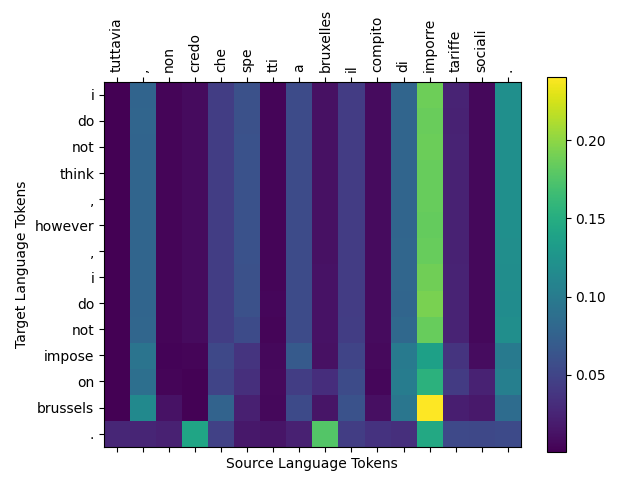 tuttavia , non credo che spe tti a bruxelles il compito di imporre tariffe sociali .
i
do
not
think
,
however
,
i
do
not
impose
on
brussels
.
Target Language Tokens
Source Language Tokens
0.20
0.15
0.10
0.05